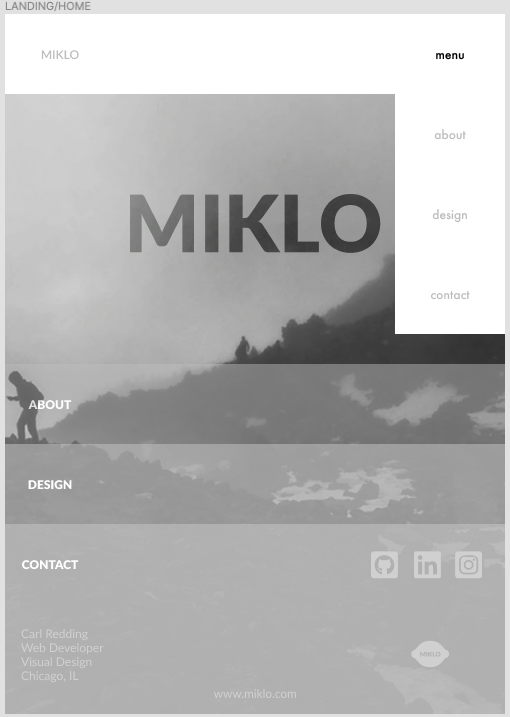 LANDING/HOME
MIKLO
menu
about
MIKLO
design
contact
ABOUT
DESIGN
CONTACT
Carl Redding
Web Developer
Visual Design
Chicago, IL
MIKLO
www.miklo.com